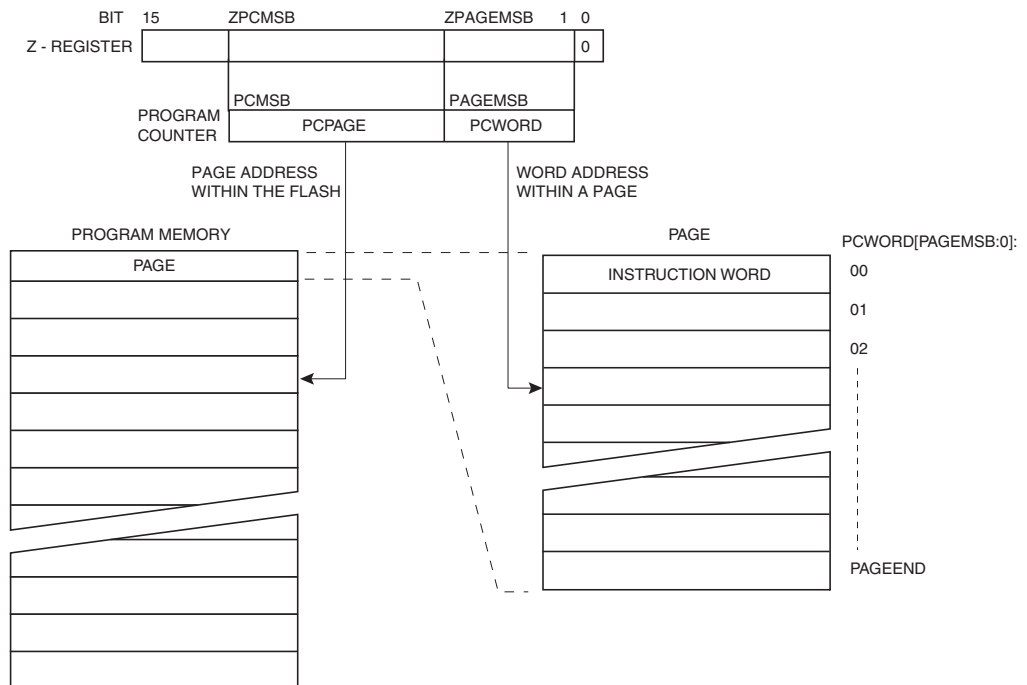 BIT 15 ZPCMSB ZPAGEMSB 1 0
Z - REGISTER 0
PCMSB PAGEMSB
PROGRAM
COUNTER
PCPAGE PCWORD
PAGE ADDRESS
WITHIN THE FLASH
WORD ADDRESS
WITHIN A PAGE
PROGRAM MEMORY
PAGE
PAGE
INSTRUCTION WORD
PCWORD[PAGEMSB:0]:
00
01
02
PAGEEND